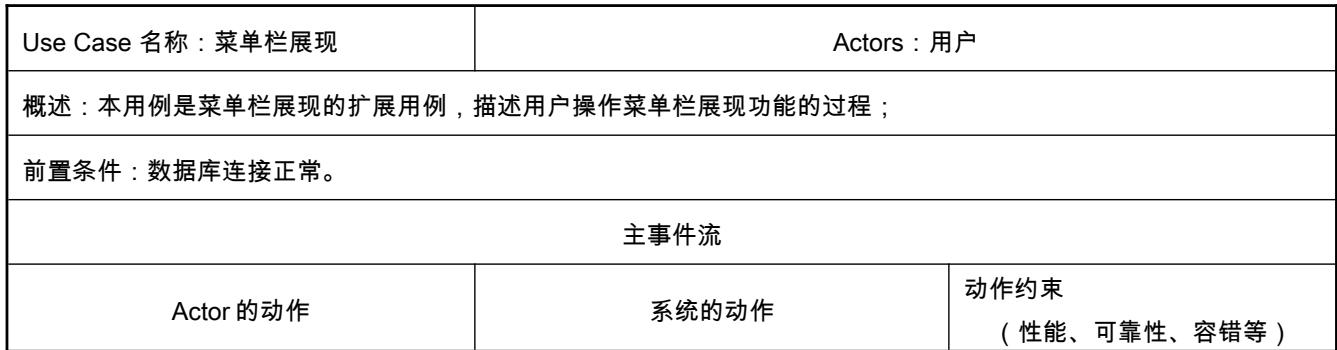 Use Case 名称：菜单栏展现
Actors：用户
概述：本用例是菜单栏展现的扩展用例，描述用户操作菜单栏展现功能的过程；
前置条件：数据库连接正常。
主事件流
Actor 的动作
系统的动作
动作约束
（性能、可靠性、容错等）